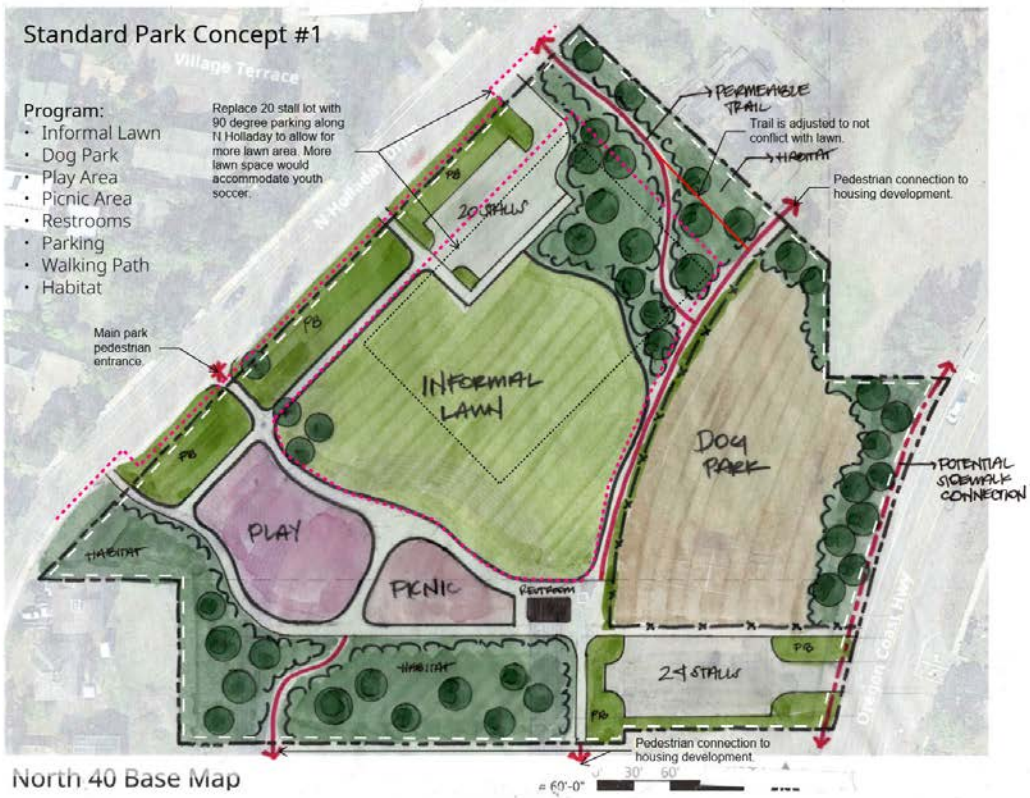 Standard Park Concept #1
Village Terrace
Program:
• Informal Lawn
• Dog Park
• Play Area
• Picnic Area
• Restrooms
• Parking
• Walking Path
• Habitat
Replace 20 stall lot with
90 degree parking along
N Holladay to allow for
more lawn area. More
lawn space would
accommodate youth
soccer.
PERMEABLE
TRAIL
Trail is adjusted to not
conflict with lawn.
HABITAT
Pedestrian connection to
housing development.
PB
20 STALLS
PB
Main park
pedestrian
entrance.
INFORMAL
LAWN
DOG
PARK
PB
POTENTIAL
SIDEWALK
CONNECTION
PLAY
HABITAT
PICNIC
RESTROOM
HABITAT
PB
24 STALLS
PB
Oregon Coast HWY
Pedestrian connection to
housing development.
North 40 Base Map
= 60'-0"
0' 30' 60'